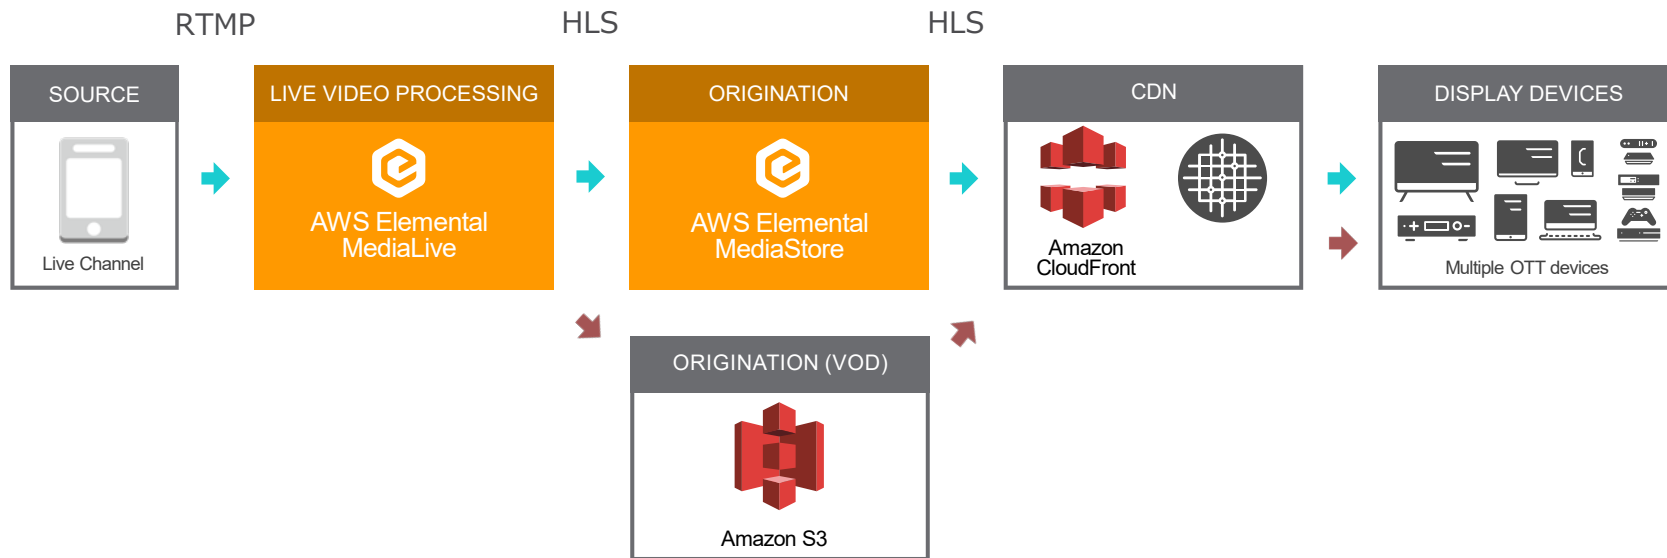 RTMP
HLS
HLS
SOURCE
Live Channel
LIVE VIDEO PROCESSING
AWS Elemental
MediaLive
ORIGINATION
AWS Elemental
MediaStore
CDN
Amazon
CloudFront
DISPLAY DEVICES
Multiple OTT devices
ORIGINATION (VOD)
Amazon S3